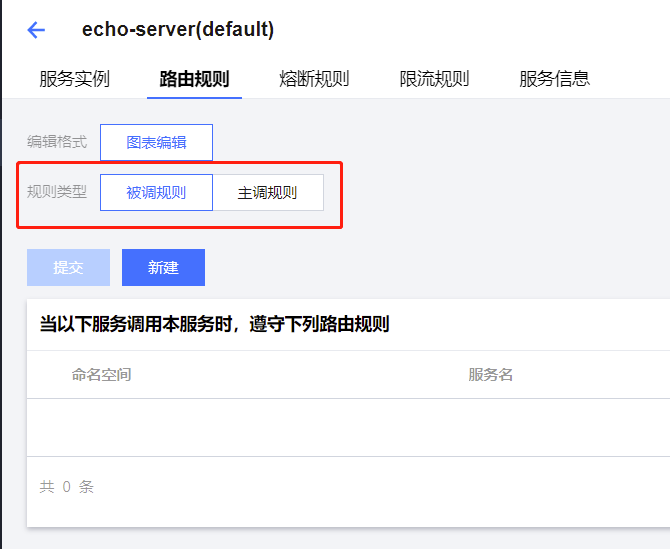 echo-server(default)
服务实例 路由规则 熔断规则 限流规则 服务信息
编辑格式 图表编辑
规则类型 被调规则 主调规则
提交 新建
当以下服务调用本服务时，遵守下列路由规则
命名空间 服务名
共 0 条